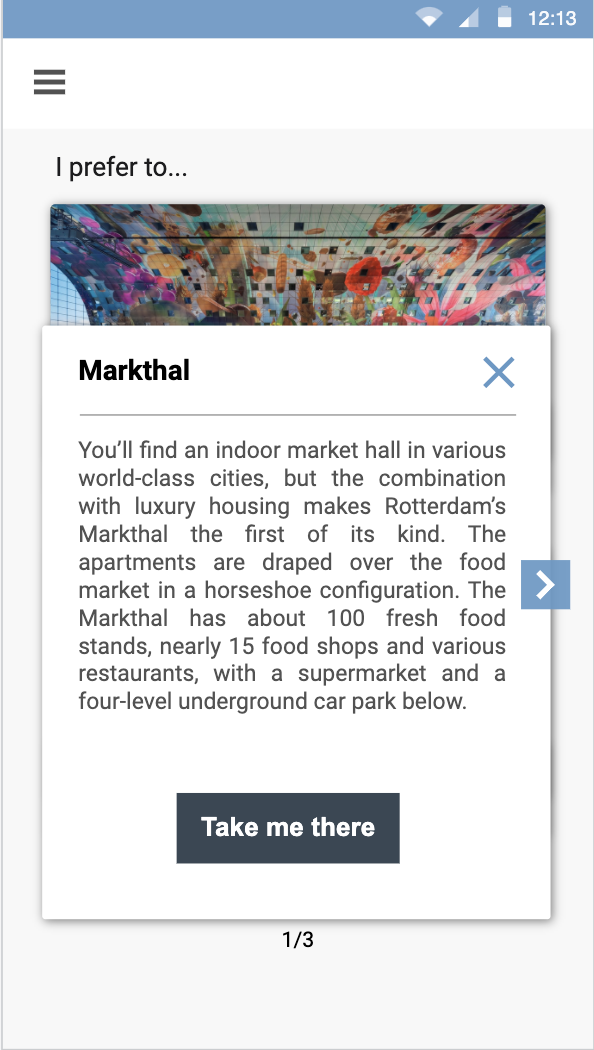 12:13
I prefer to...
Markthal
You’ll find an indoor market hall in various
world-class cities, but the combination
with luxury housing makes Rotterdam’s
Markthal the first of its kind. The
apartments are draped over the food
market in a horseshoe configuration. The
Markthal has about 100 fresh food
stands, nearly 15 food shops and various
restaurants, with a supermarket and a
four-level underground car park below.
Take me there
1/3